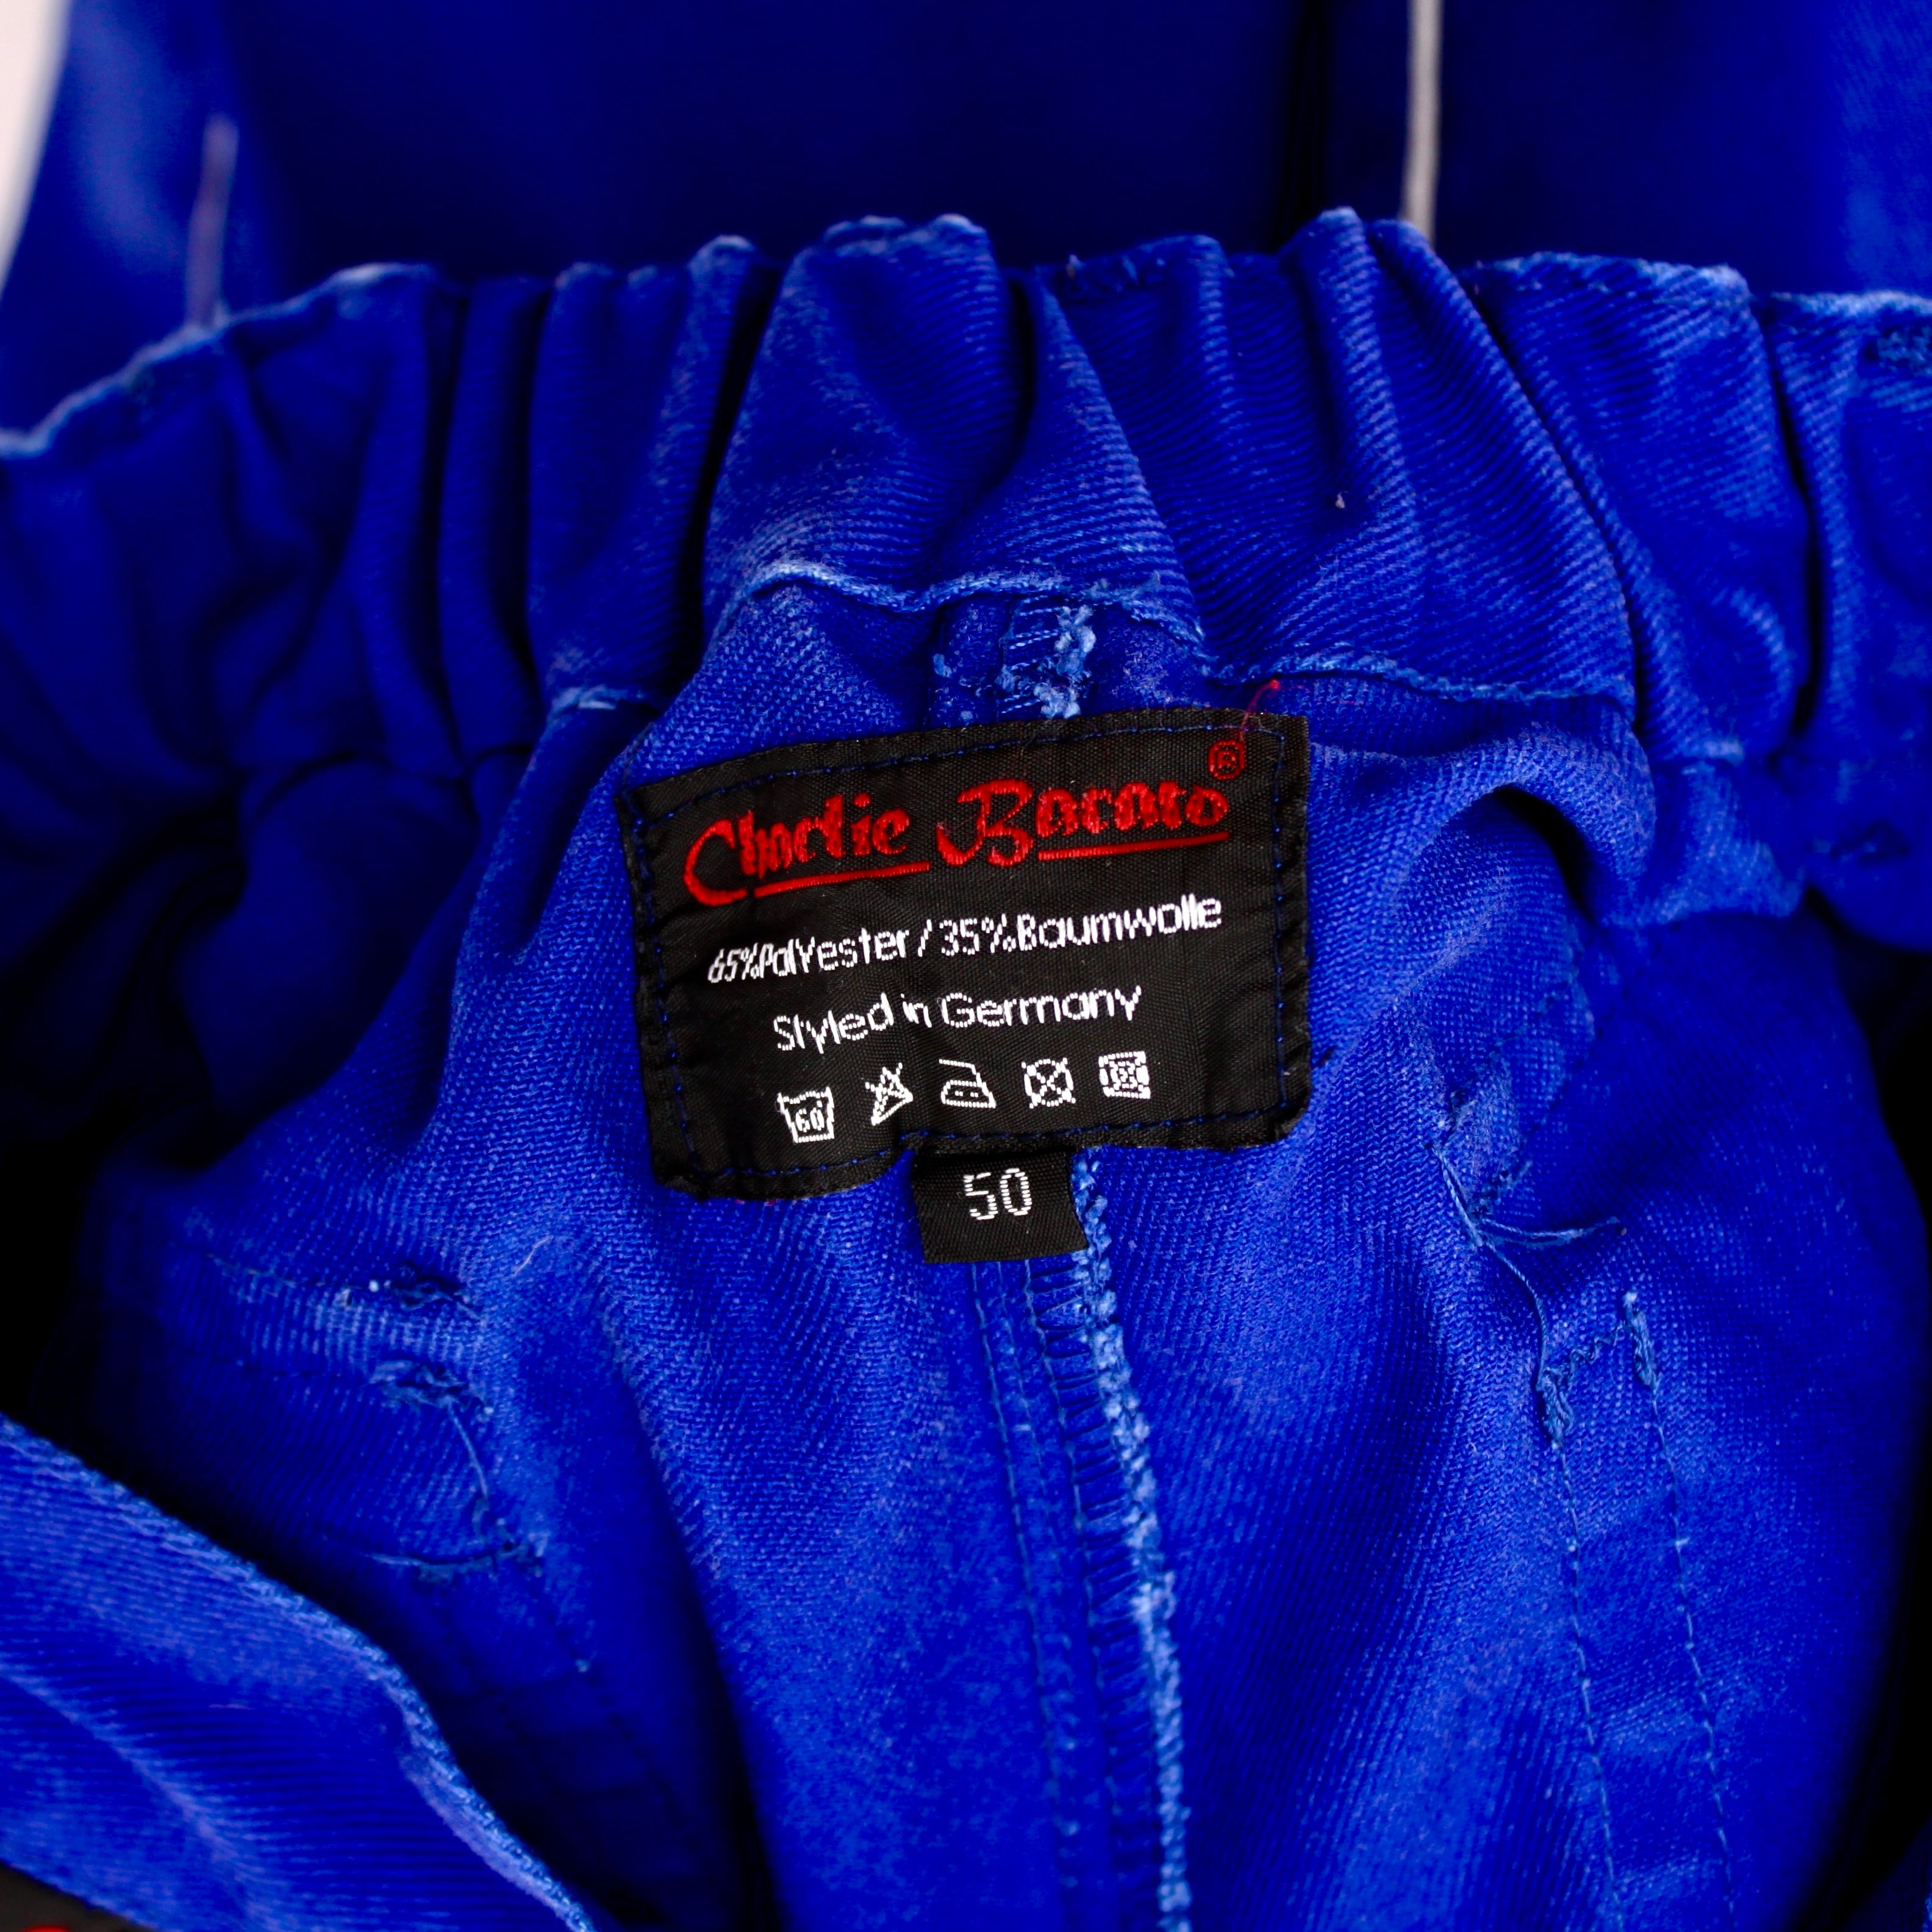 Charlie Barato ®
65%Polyester / 35%Baumwolle
Styled in Germany
60
50